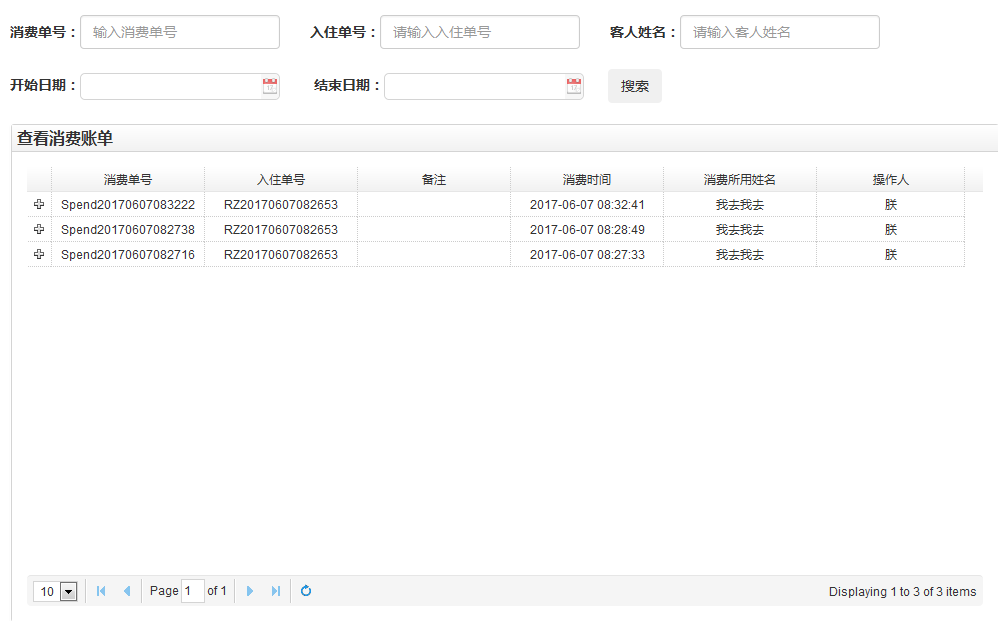 消费单号： 输入消费单号 入住单号： 请输入入住单号 客人姓名： 请输入客人姓名
开始日期： 结束日期： 搜索
查看消费账单
消费单号 入住单号 备注 消费时间 消费所用姓名 操作人
Spend20170607083222 RZ20170607082653 2017-06-07 08:32:41 我去我去 朕
Spend20170607082738 RZ20170607082653 2017-06-07 08:28:49 我去我去 朕
Spend20170607082716 RZ20170607082653 2017-06-07 08:27:33 我去我去 朕
10 Page 1 of 1 Displaying 1 to 3 of 3 items